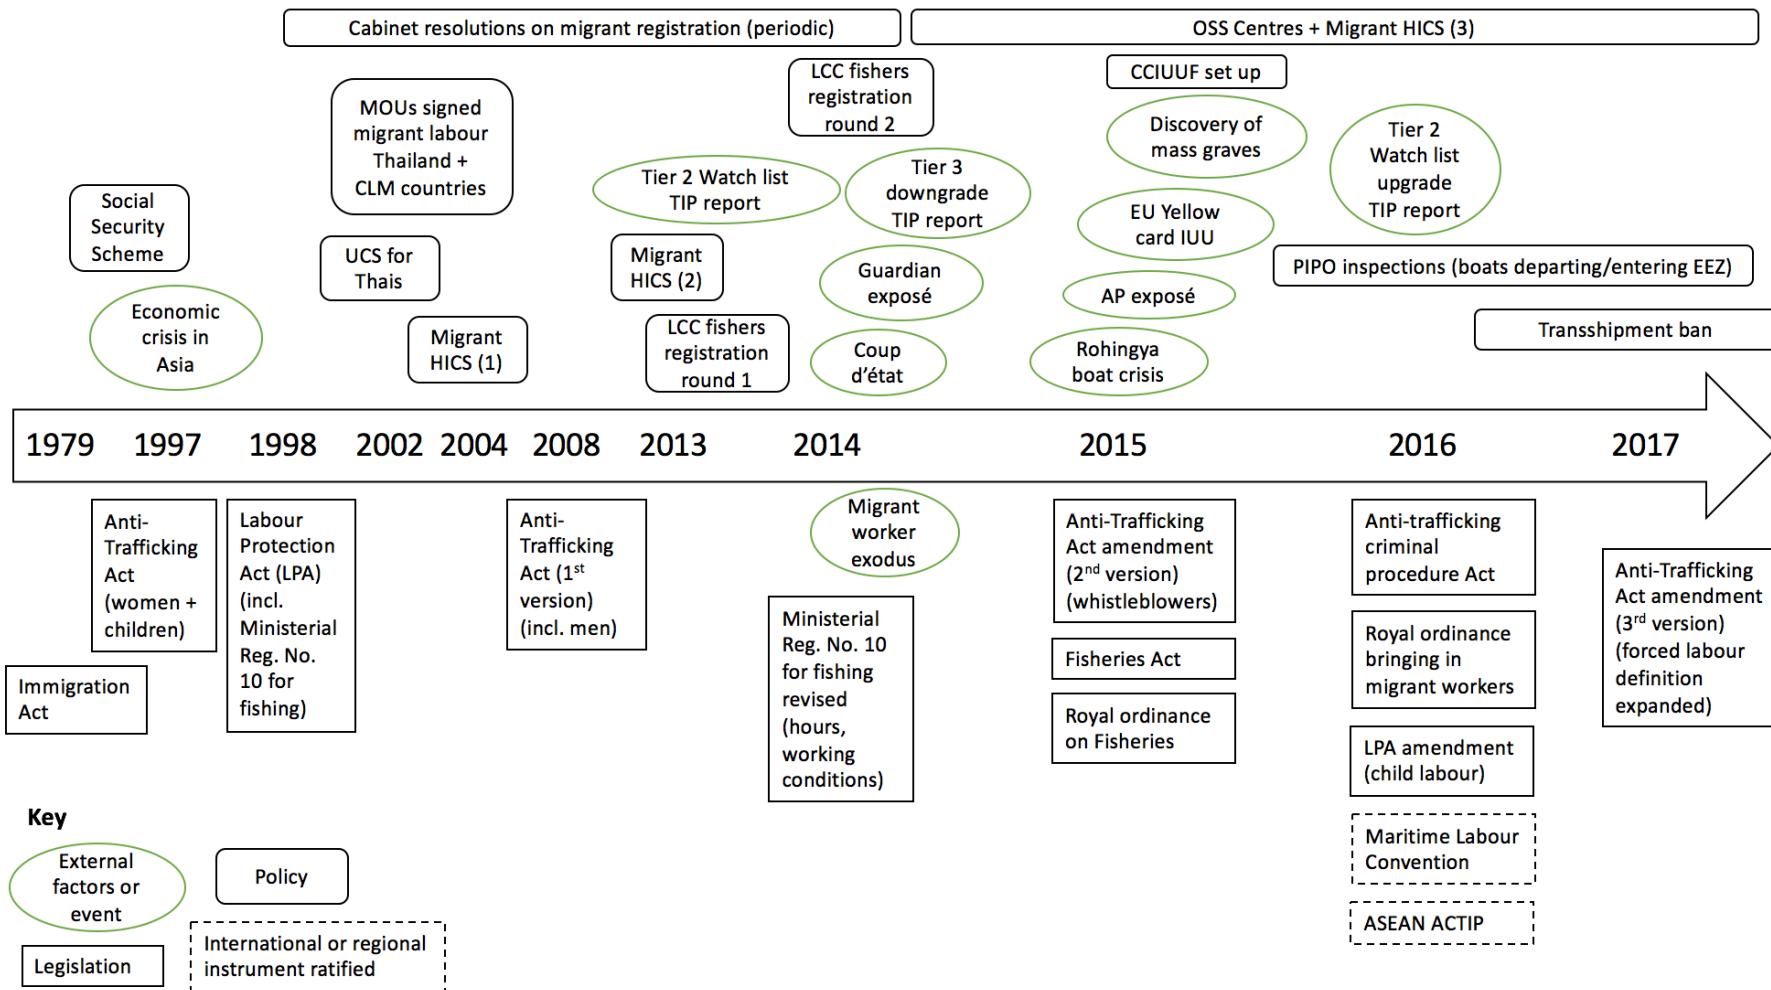 Cabinet resolutions on migrant registration (periodic)
OSS Centres + Migrant HICS (3)
LCC fishers
registration
round 2
CCIUUF set up
MOUs signed
migrant labour
Thailand +
CLM countries
Discovery of
mass graves
Tier 2
Watch list
upgrade
TIP report
Tier 2 Watch list
TIP report
Tier 3
downgrade
TIP report
Social
Security
Scheme
EU Yellow
card IUU
UCS for
Thais
Migrant
HICS (2)
Guardian
exposé
PIPO inspections (boats departing/entering EEZ)
AP exposé
Economic
crisis in
Asia
Migrant
HICS (1)
LCC fishers
registration
round 1
Coup
d’état
Rohingya
boat crisis
Transshipment ban
1979 1997 1998 2002 2004 2008 2013 2014 2015 2016 2017
Immigration
Act
Anti-
Trafficking
Act
(women +
children)
Labour
Protection
Act (LPA)
(incl.
Ministerial
Reg. No.
10 for
fishing)
Anti-
Trafficking
Act (1st
version)
(incl. men)
Migrant
worker
exodus
Ministerial
Reg. No. 10
for fishing
revised
(hours,
working
conditions)
Anti-Trafficking
Act amendment
(2nd version)
(whistleblowers)
Fisheries Act
Royal ordinance
on Fisheries
Anti-trafficking
criminal
procedure Act
Royal ordinance
bringing in
migrant workers
LPA amendment
(child labour)
Maritime Labour
Convention
ASEAN ACTIP
Anti-Trafficking
Act amendment
(3rd version)
(forced labour
definition
expanded)
Key
External
factors or
event
Policy
Legislation
International or regional
instrument ratified